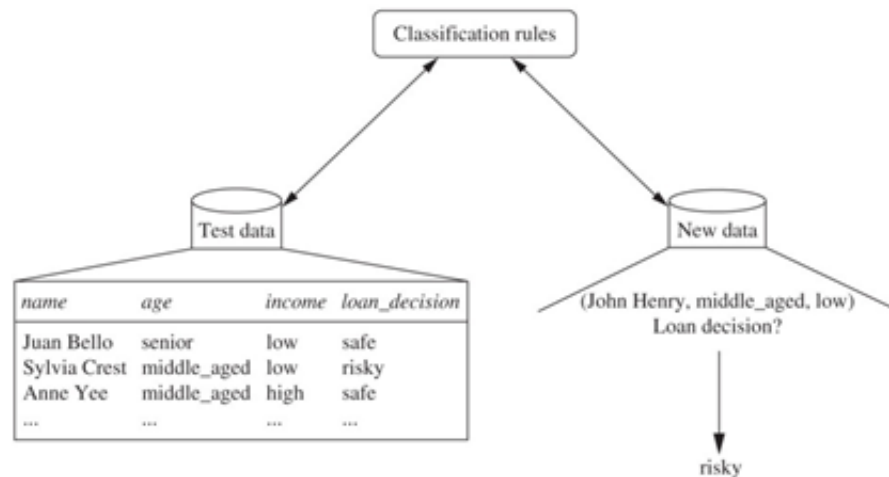 Classification rules
Test data
New data
name age income loan_decision
Juan Bello senior low safe
Sylvia Crest middle_aged low risky
Anne Yee middle_aged high safe
... ... ... ...
(John Henry, middle_aged, low)
Loan decision?
risky